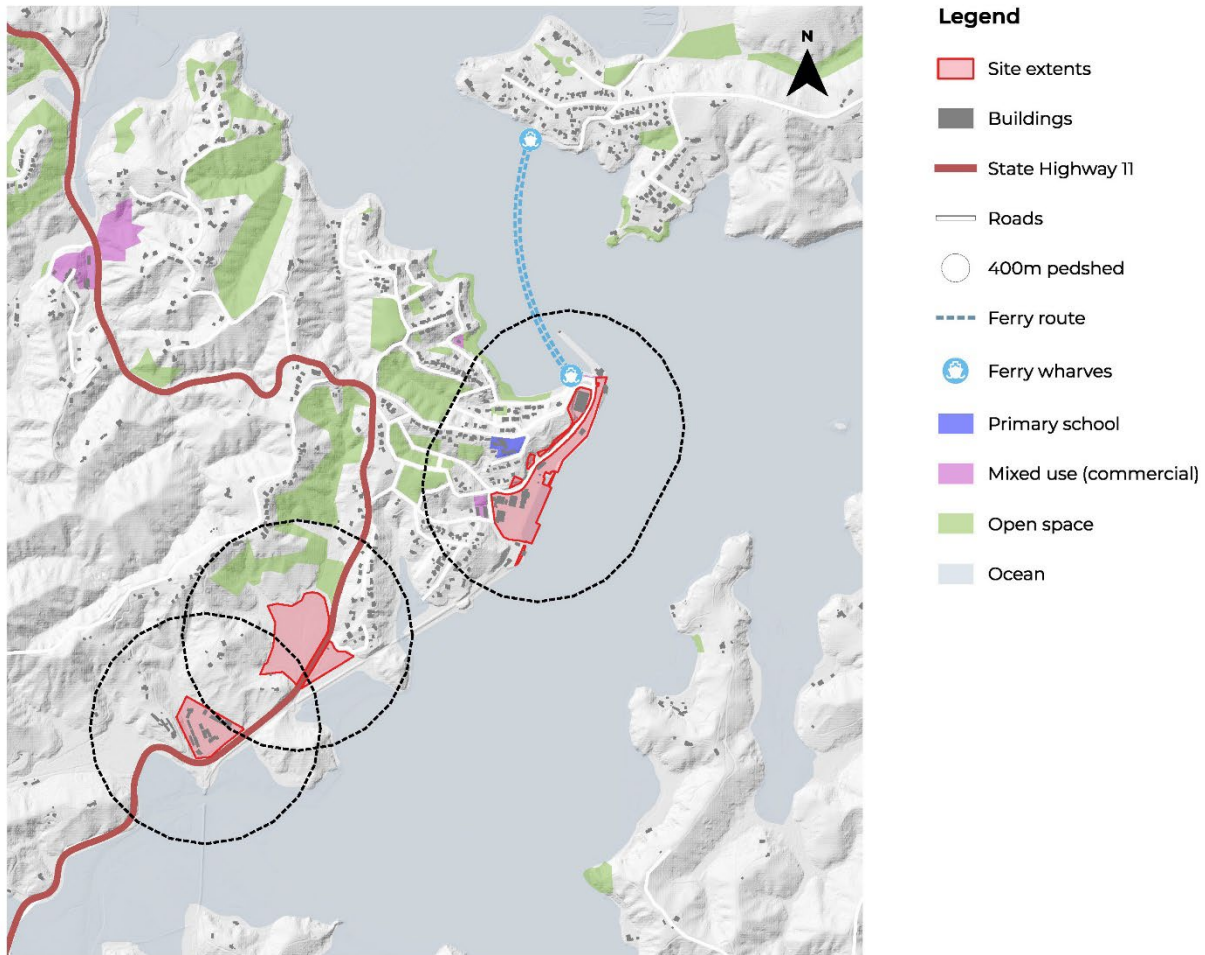 Legend
N
Site extents
Buildings
State Highway 11
Roads
400m pedshed
Ferry route
Ferry wharves
Primary school
Mixed use (commercial)
Open space
Ocean